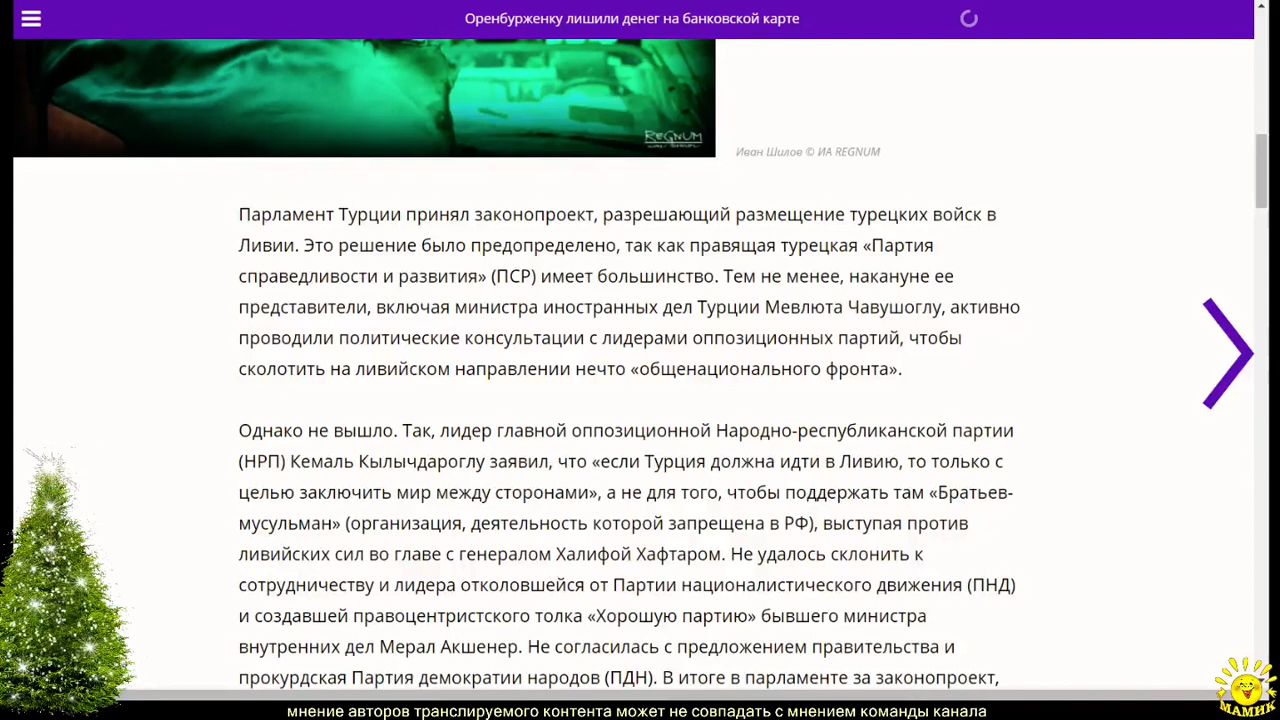 Оренбурженку лишили денег на банковской карте
REGNUM
Иван Шилов © ИА REGNUM
Парламент Турции принял законопроект, разрешающий размещение турецких войск в
Ливии. Это решение было предопределено, так как правящая турецкая «Партия
справедливости и развития» (ПСР) имеет большинство. Тем не менее, накануне ее
представители, включая министра иностранных дел Турции Мевлюта Чавушоглу, активно
проводили политические консультации с лидерами оппозиционных партий, чтобы
сколотить на ливийском направлении нечто «общенационального фронта».
Однако не вышло. Так, лидер главной оппозиционной Народно-республиканской партии
(НРП) Кемаль Кылычдароглу заявил, что «если Турция должна идти в Ливию, то только с
целью заключить мир между сторонами», а не для того, чтобы поддержать там «Братьев-
мусульман» (организация, деятельность которой запрещена в РФ), выступая против
ливийских сил во главе с генералом Халифой Хафтаром. Не удалось склонить к
сотрудничеству и лидера отколовшейся от Партии националистического движения (ПНД)
и создавшей правоцентристского толка «Хорошую партию» бывшего министра
внутренних дел Мерал Акшенер. Не согласилась с предложением правительства и
прокурдская Партия демократии народов (ПДН). В итоге в парламенте за законопроект,
МАМИК
мнение авторов транслируемого контента может не совпадать с мнением команды канала